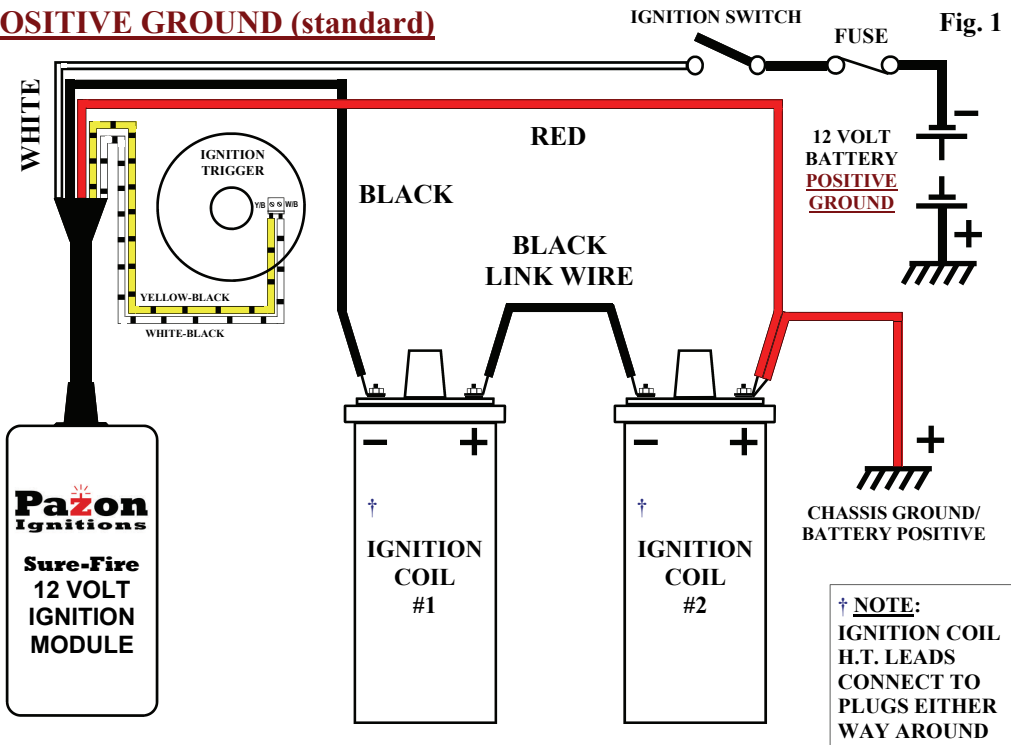 OSITIVE GROUND (standard)
IGNITION SWITCH
FUSE
Fig. 1
WHITE
RED
BLACK
12 VOLT
BATTERY
POSITIVE
GROUND
−
+
IGNITION
TRIGGER
Y/B
W/B
YELLOW-BLACK
WHITE-BLACK
BLACK
LINK WIRE
− +
†
IGNITION
COIL
#1
− +
†
IGNITION
COIL
#2
+
CHASSIS GROUND/
BATTERY POSITIVE
Pazon
Ignitions
Sure-Fire
12 VOLT
IGNITION
MODULE
† NOTE:
IGNITION COIL
H.T. LEADS
CONNECT TO
PLUGS EITHER
WAY AROUND